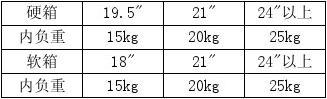 硬箱 19.5″ 21″ 24″以上
内负重 15kg 20kg 25kg
软箱 18″ 21″ 24″以上
内负重 15kg 20kg 25kg